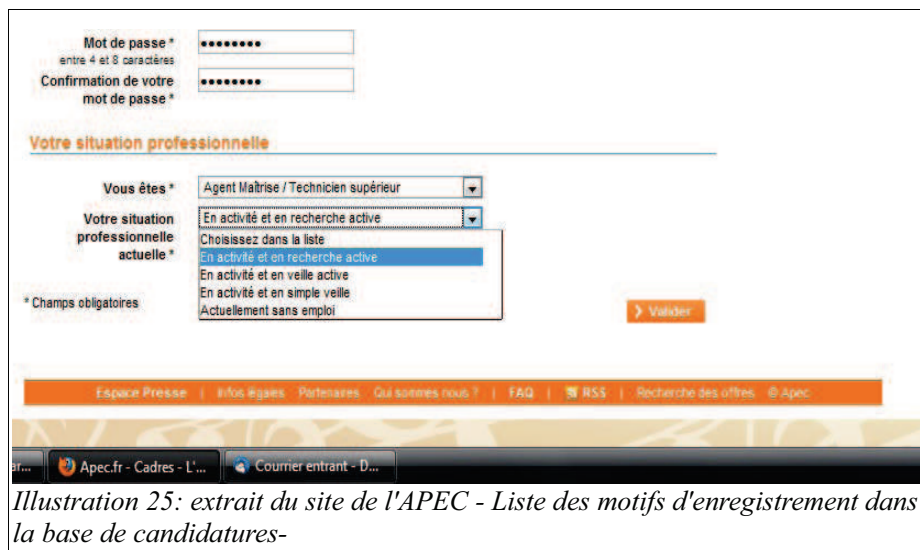 Mot de passe * ••••••••
entre 4 et 8 caractères
Confirmation de votre ••••••••
mot de passe *
Votre situation professionnelle
Vous êtes * Agent Maîtrise / Technicien supérieur
Votre situation En activité et en recherche active
professionnelle Choisissez dans la liste
actuelle * En activité et en recherche active
En activité et en veille active
En activité et en simple veille
* Champs obligatoires Actuellement sans emploi
Valider
Espace Presse | Infos légales Partenaires Qui sommes nous ? | FAQ | RSS | Recherche des offres © Apec
ar... Apec.fr - Cadres - L'... Courrier entrant - D...
Illustration 25: extrait du site de l'APEC - Liste des motifs d'enregistrement dans
la base de candidatures-